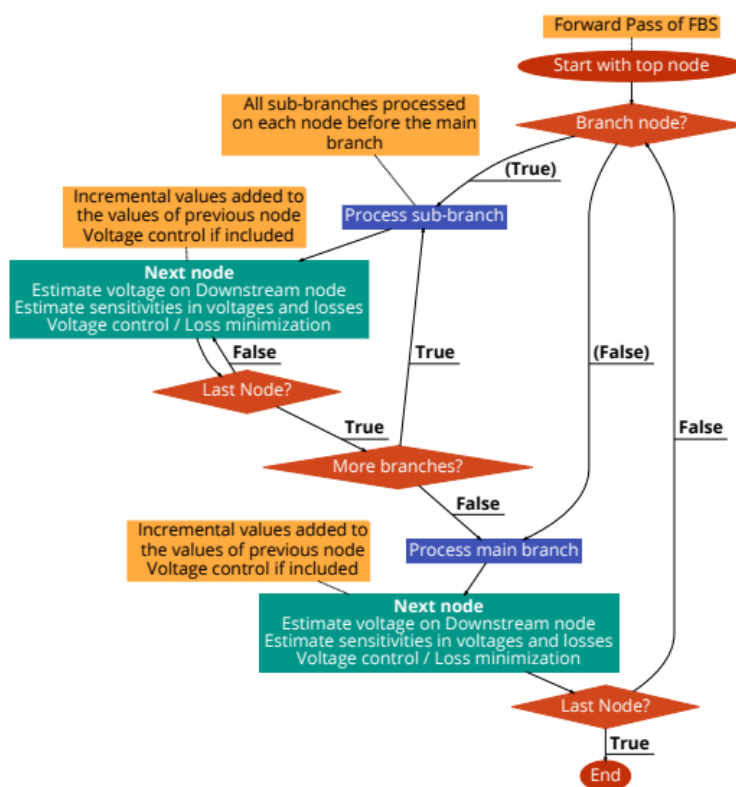 Forward Pass of FBS
Start with top node
All sub-branches processed
on each node before the main
branch
Branch node?
(True)
Incremental values added to
the values of previous node
Voltage control if included
Process sub-branch
Next node
Estimate voltage on Downstream node
Estimate sensitivities in voltages and losses
Voltage control / Loss minimization
False
True
(False)
Last Node?
True
False
More branches?
False
Incremental values added to
the values of previous node
Voltage control if included
Process main branch
Next node
Estimate voltage on Downstream node
Estimate sensitivities in voltages and losses
Voltage control / Loss minimization
Last Node?
True
End